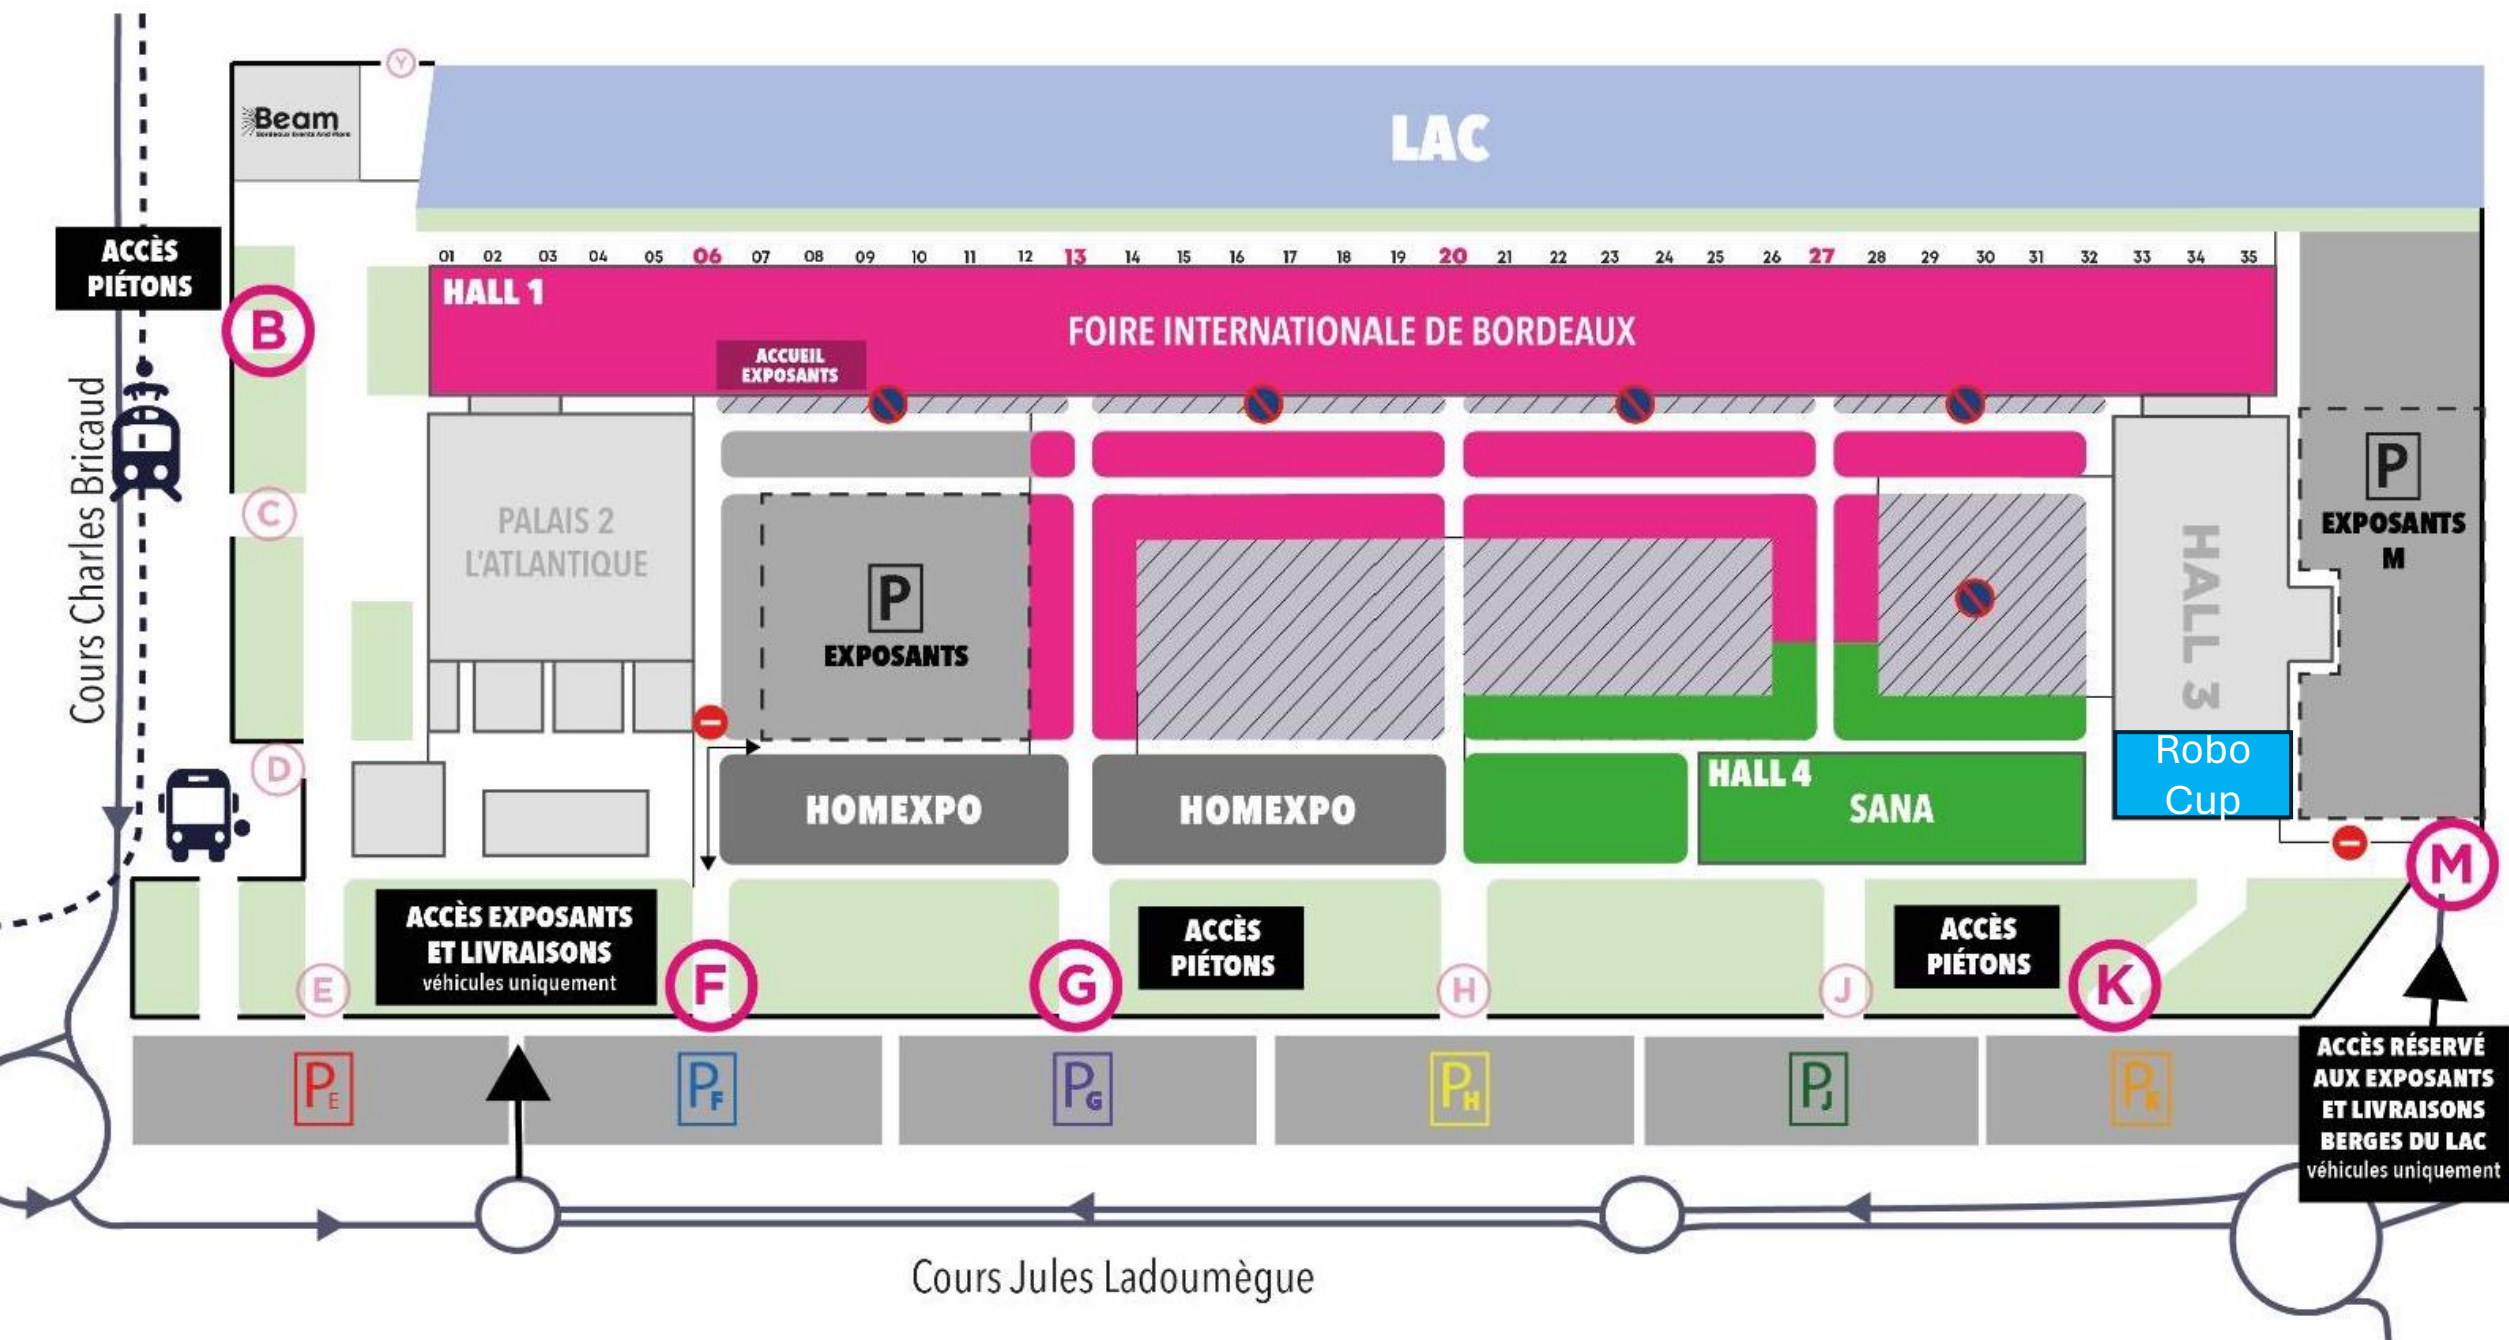 Y
Beam
LAC
ACCÈS
PIÉTONS
B
01 02 03 04 05 06 07 08 09 10 11 12 13 14 15 16 17 18 19 20 21 22 23 24 25 26 27 28 29 30 31 32 33 34 35
HALL 1
FOIRE INTERNATIONALE DE BORDEAUX
ACCUEIL
EXPOSANTS
Cours Charles Bricaud
C
PALAIS 2
L'ATLANTIQUE
P
EXPOSANTS
HALL 3
P
EXPOSANTS
M
D
HOMEXPO
HOMEXPO
HALL 4
SANA
Robo
Cup
M
ACCÈS EXPOSANTS
ET LIVRAISONS
véhicules uniquement
ACCÈS
PIÉTONS
ACCÈS
PIÉTONS
E
F
G
H
J
K
PE
PF
PG
PH
PJ
PK
ACCÈS RÉSERVÉ
AUX EXPOSANTS
ET LIVRAISONS
BERGES DU LAC
véhicules uniquement
Cours Jules Ladoumègue